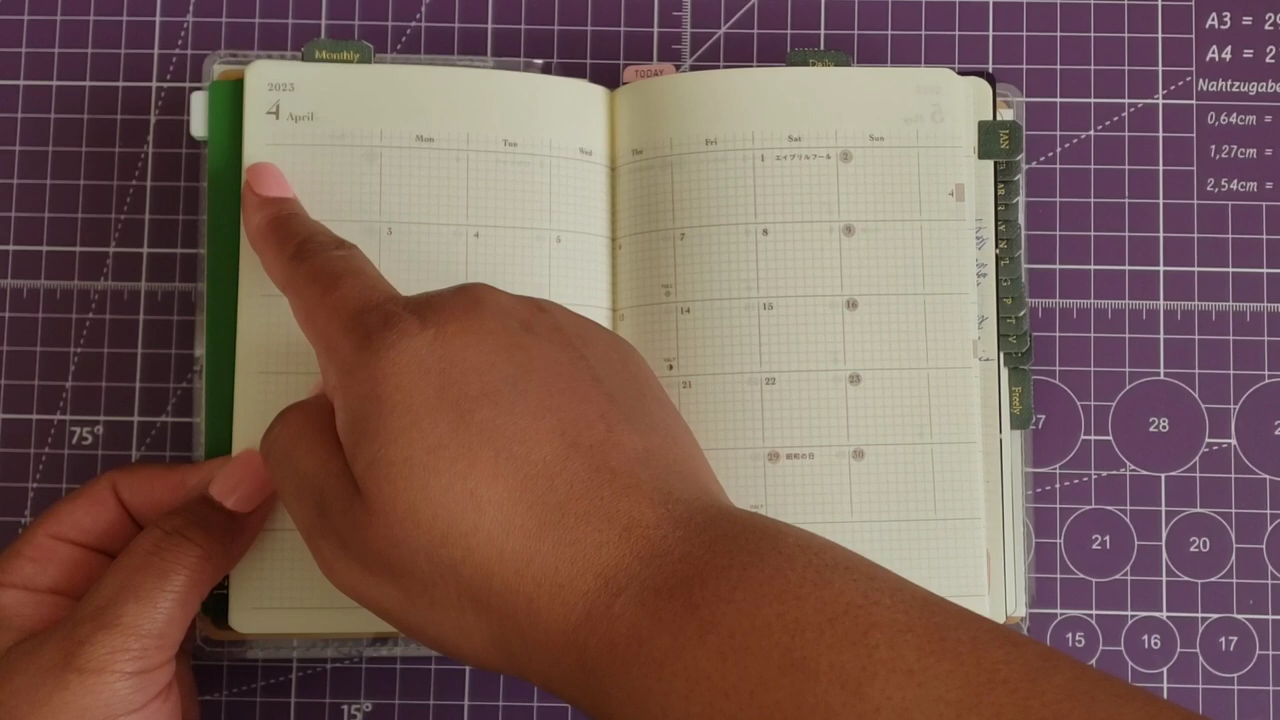 Monthly
Daily
TODAY
2023
4 April
Mon
Tue
Wed
Thu
Fri
Sat
Sun
1 エイプリルフール
2
4
3
4
5
6
7
8
9
14
15
16
21
22
23
29 昭和の日
30
JAN
Freely
A3 =
A4 =
Nahtzugabe
0,64cm =
1,27cm =
2,54cm =
75°
15°
27
28
21
20
15
16
17